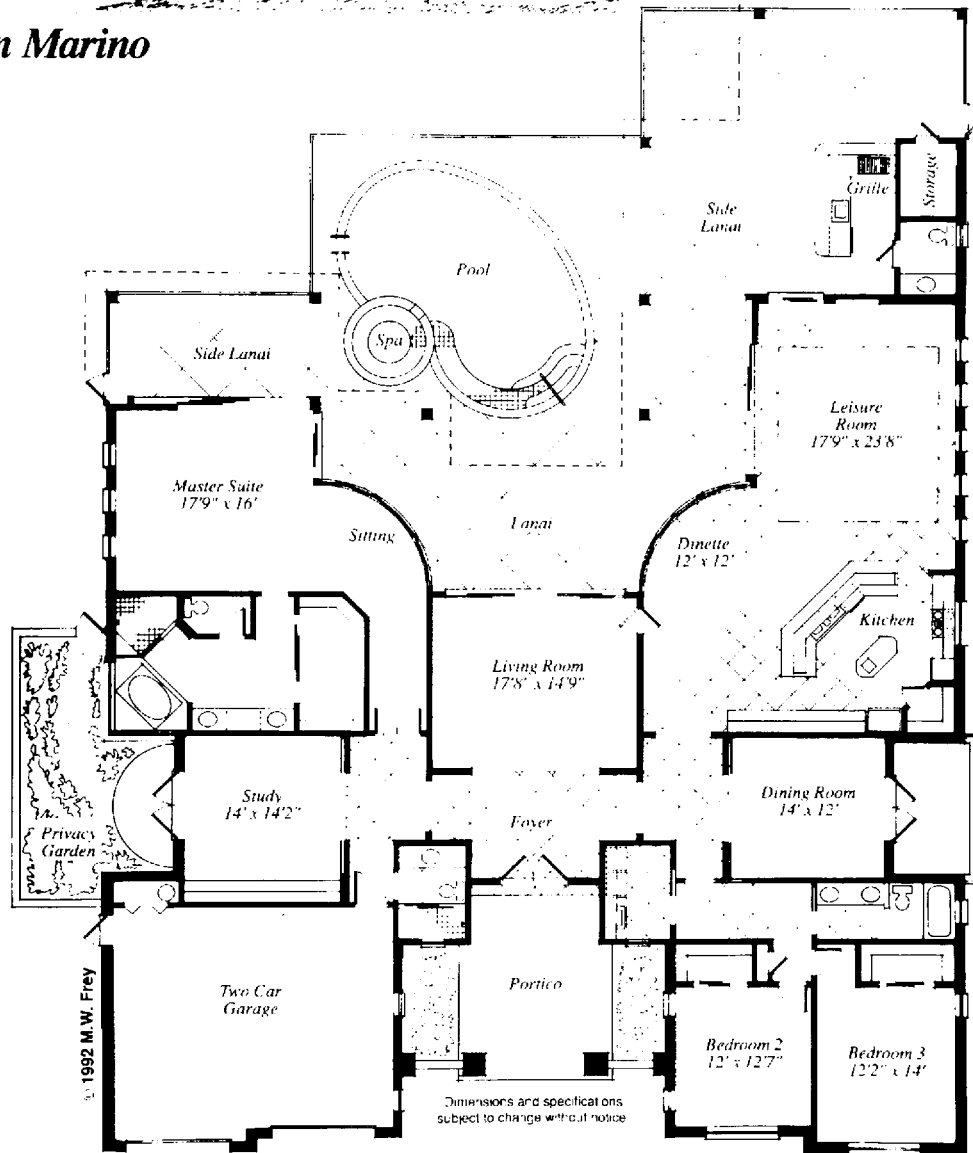 n Marino
Storage
Grille
Side
Lanai
Pool
Spa
Side Lanai
Leisure
Room
17'9" x 23'8"
Master Suite
17'9" x 16'
Sitting
Lanai
Dinette
12' x 12'
Kitchen
Living Room
17'8" x 14'9"
Study
14' x 14'2"
Dining Room
14' x 12'
Foyer
Privacy
Garden
Two Car
Garage
Portico
Bedroom 2
12' x 12'7"
Bedroom 3
12'2" x 14'
© 1992 M.W. Frey
Dimensions and specifications
subject to change without notice